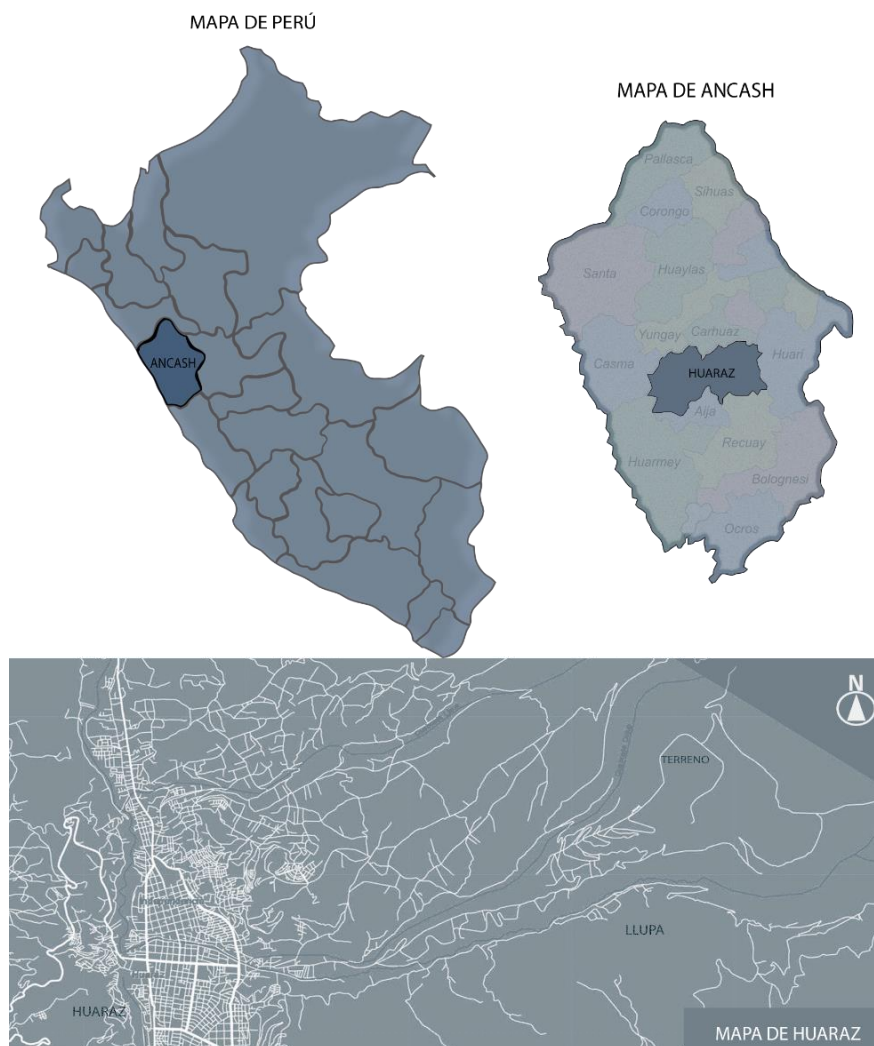 MAPA DE PERÚ
ANCASH
MAPA DE ANCASH
Pallasca
Sihuas
Corongo
Santa
Huaylas
Yungay
Carhuaz
Casma
Huari
HUARAZ
Aija
Recuay
Huarmey
Bolognesi
Ocros
N
TERRENO
LLUPA
HUARAZ
MAPA DE HUARAZ